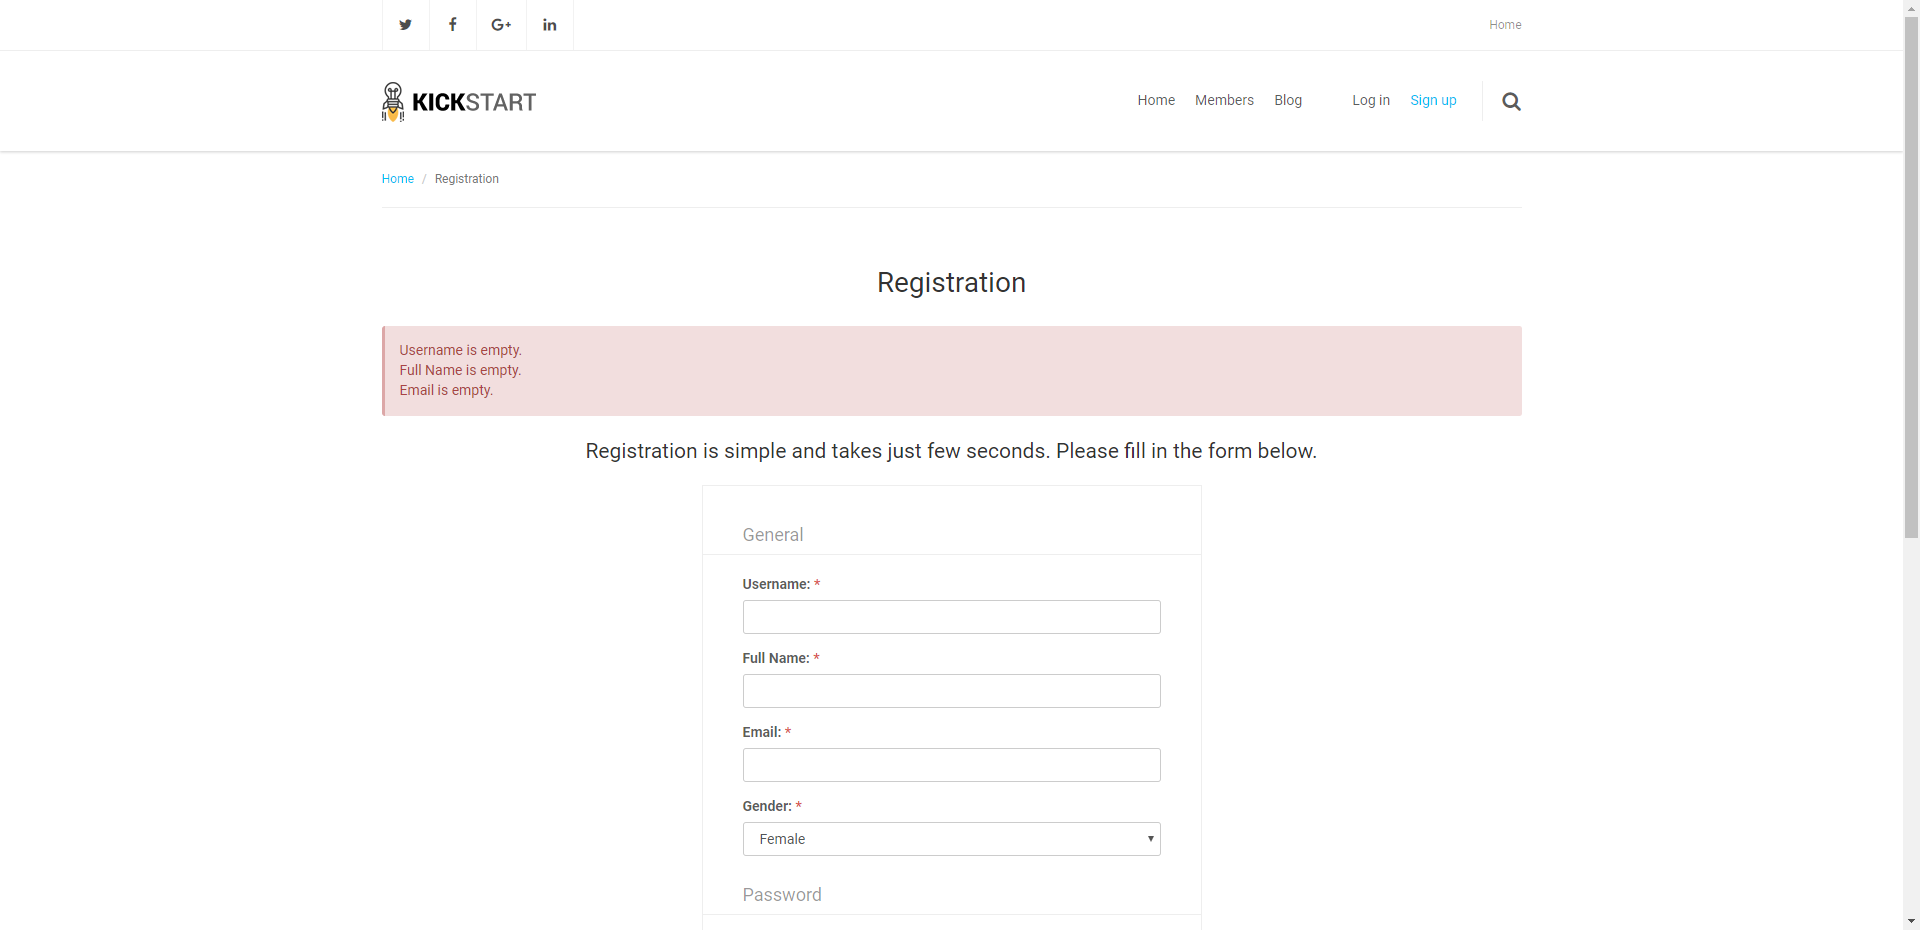 Home
KICKSTART
Home Members Blog Log in Sign up
Home / Registration
Registration
Username is empty.
Full Name is empty.
Email is empty.
Registration is simple and takes just few seconds. Please fill in the form below.
General
Username: *
Full Name: *
Email: *
Gender: *
Female
Password